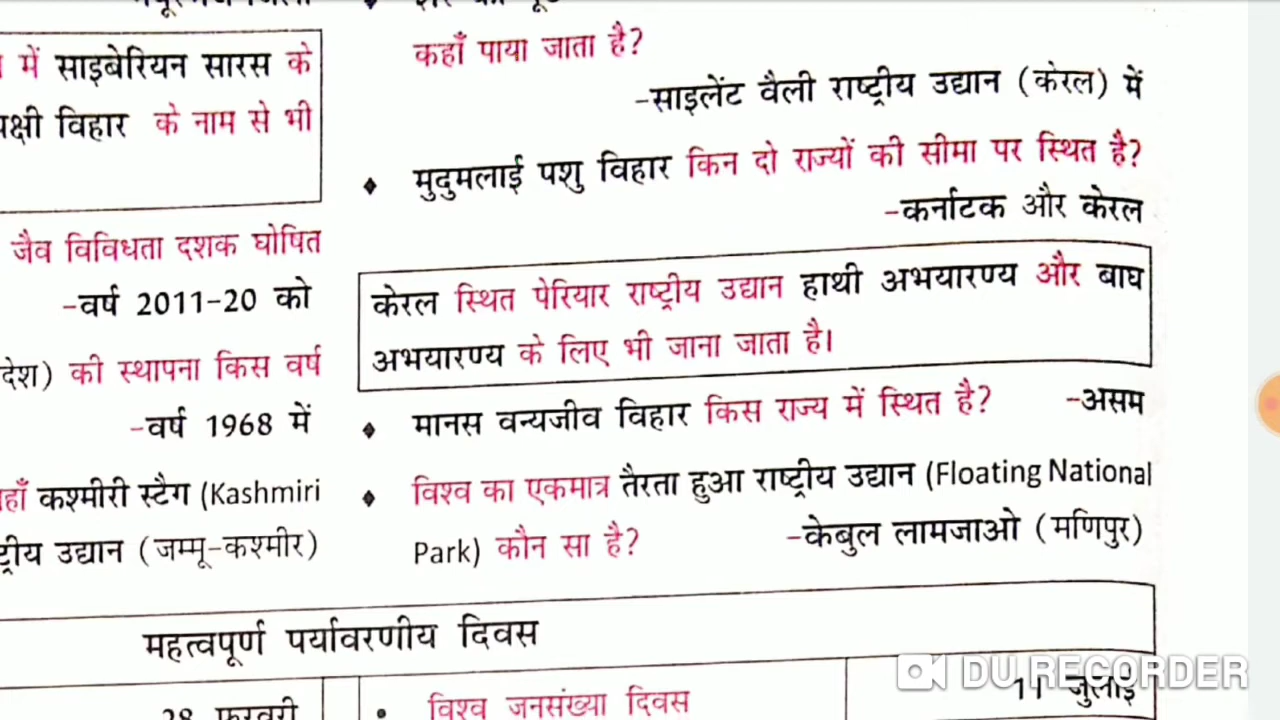 में साइबेरियन सारस के
पक्षी विहार के नाम से भी
जैव विविधता दशक घोषित
-वर्ष 2011-20 को
देश) की स्थापना किस वर्ष
-वर्ष 1968 में
कश्मीरी स्टैग (Kashmiri
उद्यान (जम्मू-कश्मीर)
कहाँ पाया जाता है?
-साइलेंट वैली राष्ट्रीय उद्यान (केरल) में
♦ मुदुमलाई पशु विहार किन दो राज्यों की सीमा पर स्थित है?
-कर्नाटक और केरल
केरल स्थित पेरियार राष्ट्रीय उद्यान हाथी अभयारण्य और बाघ
अभयारण्य के लिए भी जाना जाता है।
♦ मानस वन्यजीव विहार किस राज्य में स्थित है? -असम
♦ विश्व का एकमात्र तैरता हुआ राष्ट्रीय उद्यान (Floating National
Park) कौन सा है? -केबुल लामजाओ (मणिपुर)
महत्वपूर्ण पर्यावरणीय दिवस
28 फरवरी • विश्व जनसंख्या दिवस 11 जुलाई
DU RECORDER